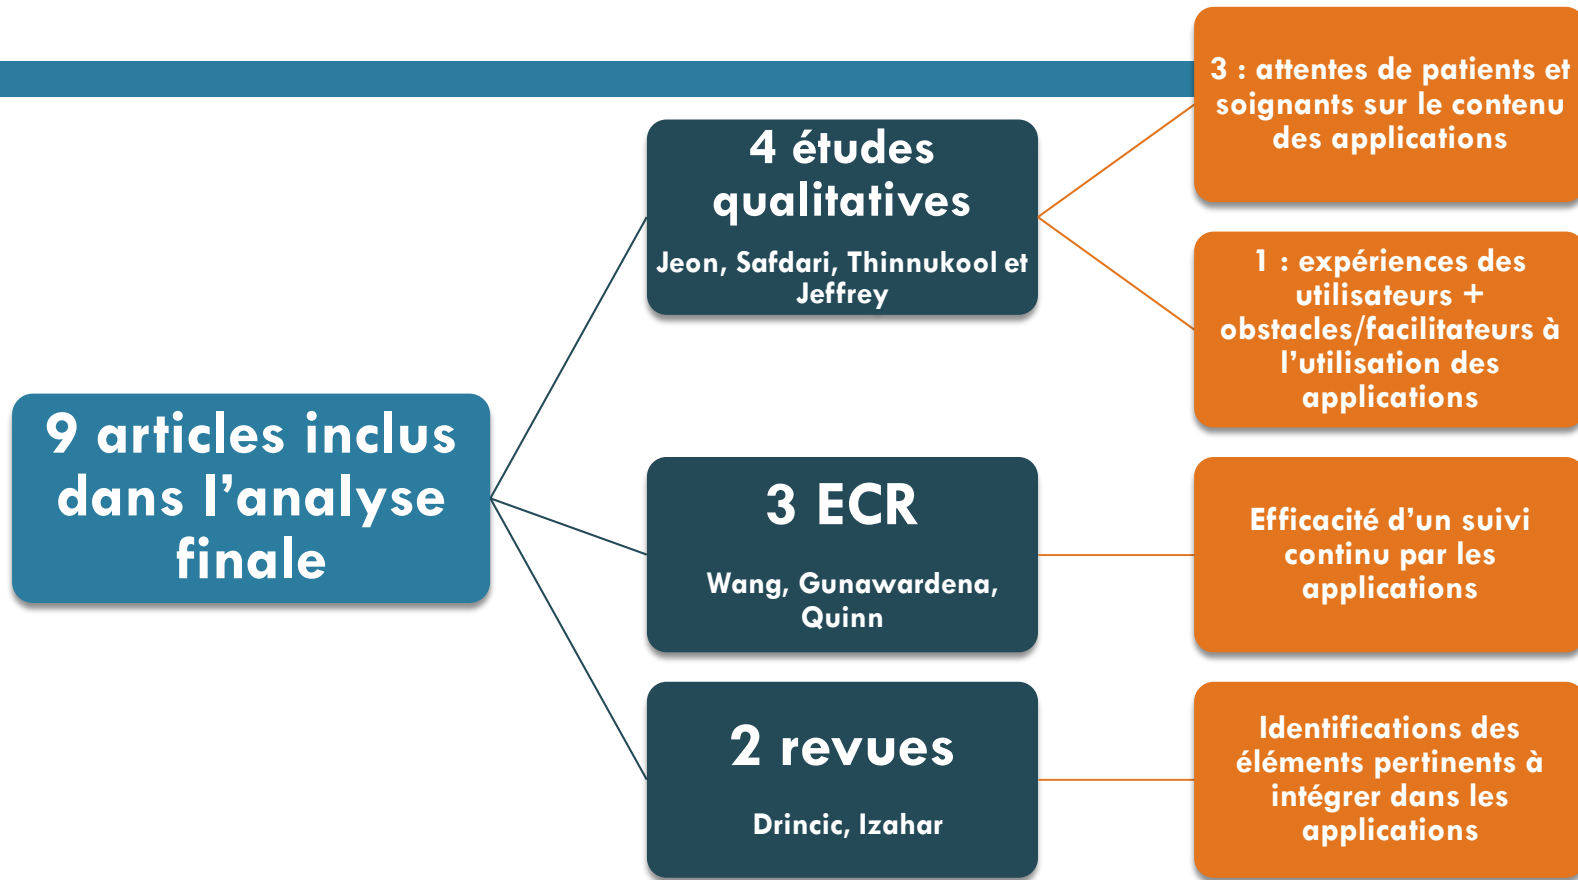 9 articles inclus
dans l’analyse
finale
4 études
qualitatives
Jeon, Safdari, Thinnukool et
Jeffrey
3 : attentes de patients et
soignants sur le contenu
des applications
1 : expériences des
utilisateurs +
obstacles/facilitateurs à
l’utilisation des
applications
3 ECR
Wang, Gunawardena,
Quinn
Efficacité d’un suivi
continu par les
applications
2 revues
Drincic, Izahar
Identifications des
éléments pertinents à
intégrer dans les
applications